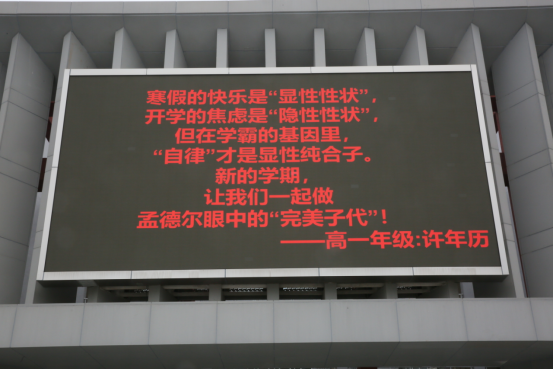 寒假的快乐是“显性性状”，
开学的焦虑是“隐性性状”，
但在学霸的基因里，
“自律”才是显性纯合子。
新的学期，
让我们一起做
孟德尔眼中的“完美子代”！
——高一年级:许年历